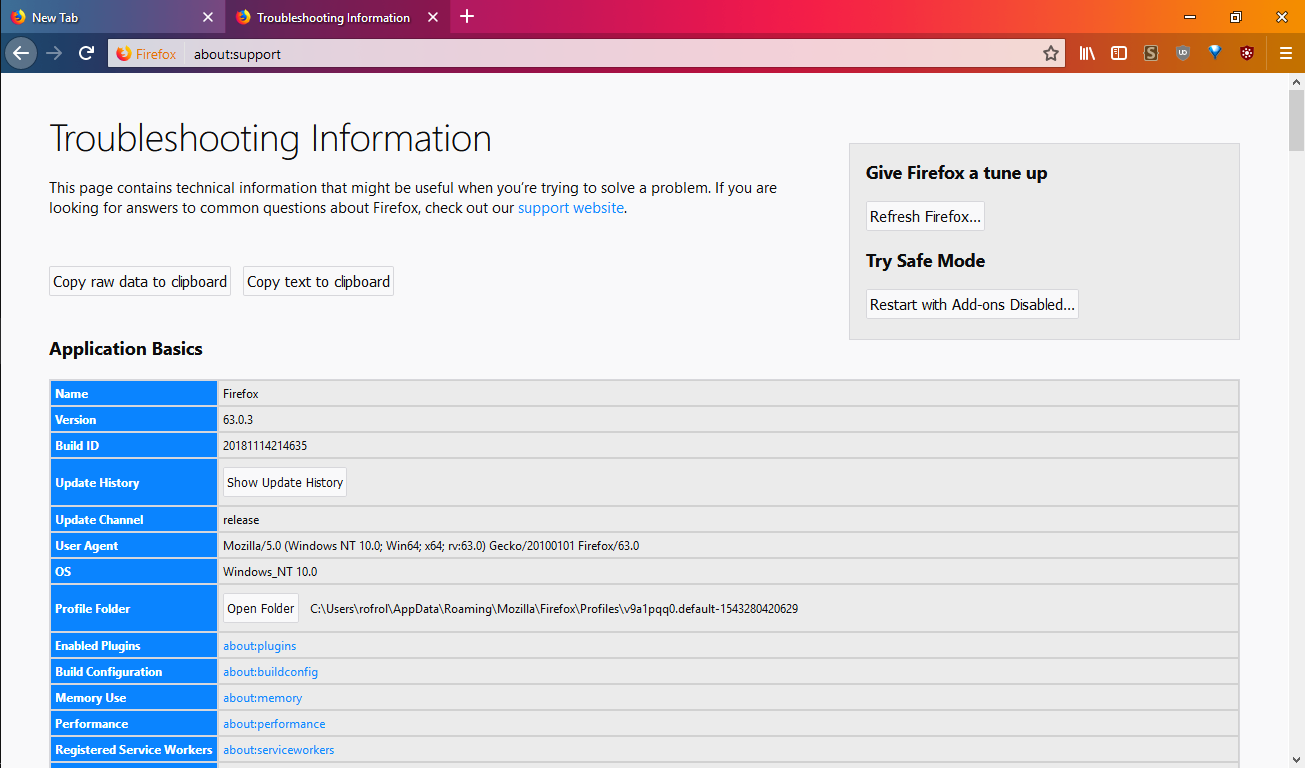 New Tab
Troubleshooting Information
Firefox
about:support
S
UD
Troubleshooting Information
This page contains technical information that might be useful when you're trying to solve a problem. If you are
looking for answers to common questions about Firefox, check out our support website.
Copy raw data to clipboard
Copy text to clipboard
Give Firefox a tune up
Refresh Firefox...
Try Safe Mode
Restart with Add-ons Disabled...
Application Basics
Name Firefox
Version 63.0.3
Build ID 20181114214635
Update History Show Update History
Update Channel release
User Agent Mozilla/5.0 (Windows NT 10.0; Win64; x64; rv:63.0) Gecko/20100101 Firefox/63.0
OS Windows_NT 10.0
Profile Folder Open Folder C:\Users\rofrol\AppData\Roaming\Mozilla\Firefox\Profiles\v9a1pqq0.default-1543280420629
Enabled Plugins about:plugins
Build Configuration about:buildconfig
Memory Use about:memory
Performance about:performance
Registered Service Workers about:serviceworkers